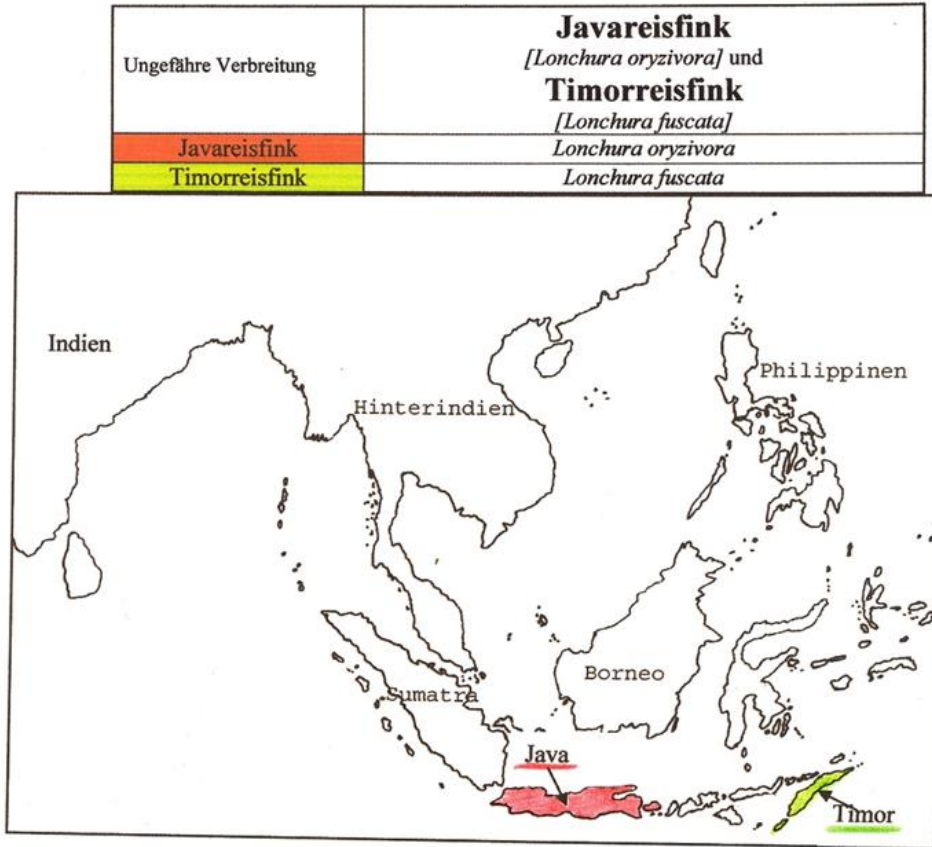 Ungefähre Verbreitung
Javareisfink
[Lonchura oryzivora] und
Timorreisfink
[Lonchura fuscata]
Javareisfink
Lonchura oryzivora
Timorreisfink
Lonchura fuscata
Indien
Hinterindien
Philippinen
Sumatra
Borneo
Java
Timor